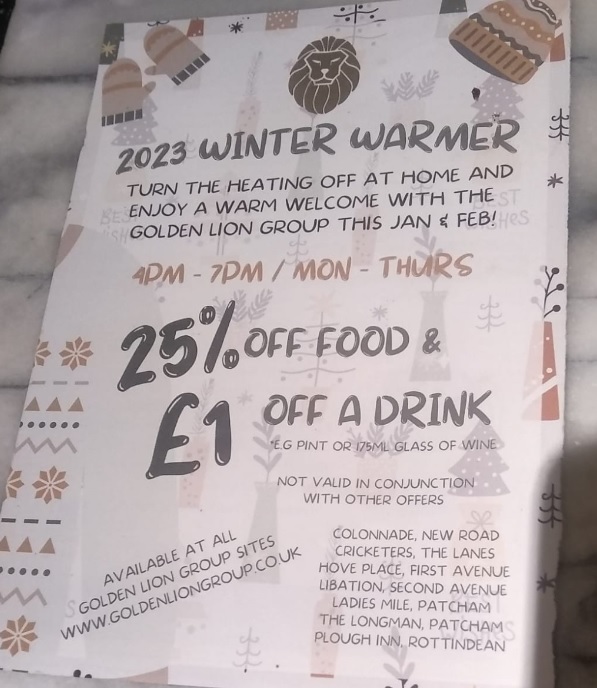 2023 WINTER WARMER
TURN THE HEATING OFF AT HOME AND
ENJOY A WARM WELCOME WITH THE
GOLDEN LION GROUP THIS JAN & FEB!
4PM - 7PM / MON - THURS
25% OFF FOOD &
£1 OFF A DRINK
*E.G PINT OR 175ML GLASS OF WINE
NOT VALID IN CONJUNCTION
WITH OTHER OFFERS
AVAILABLE AT ALL
GOLDEN LION GROUP SITES
WWW.GOLDENLIONGROUP.CO.UK
COLONNADE, NEW ROAD
CRICKETERS, THE LANES
HOVE PLACE, FIRST AVENUE
LIBATION, SECOND AVENUE
LADIES MILE, PATCHAM
THE LONGMAN, PATCHAM
PLOUGH INN, ROTTINDEAN